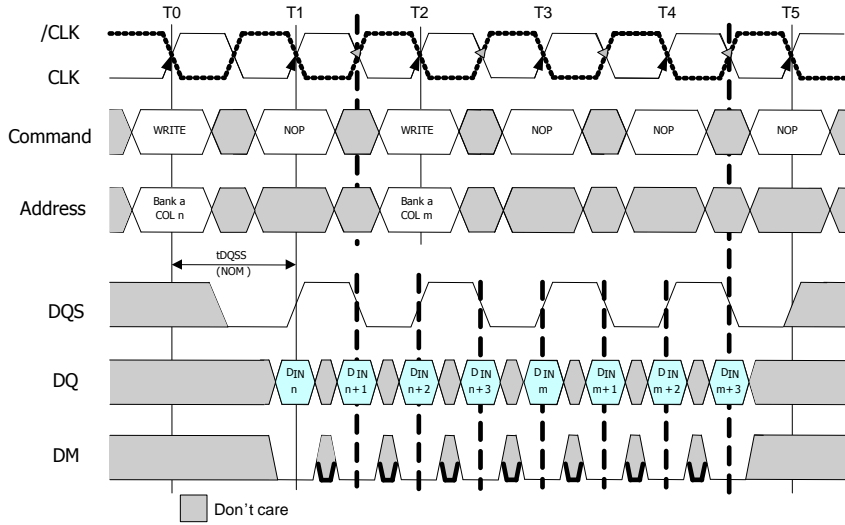 T0 T1 T2 T3 T4 T5
/CLK
CLK
Command WRITE NOP WRITE NOP NOP NOP
Address Bank a COL n Bank a COL m
tDQSS
(NOM )
DQS
DQ DIN n DIN n+1 DIN n+2 DIN n+3 DIN m DIN m+1 DIN m+2 DIN m+3
DM
Don't care